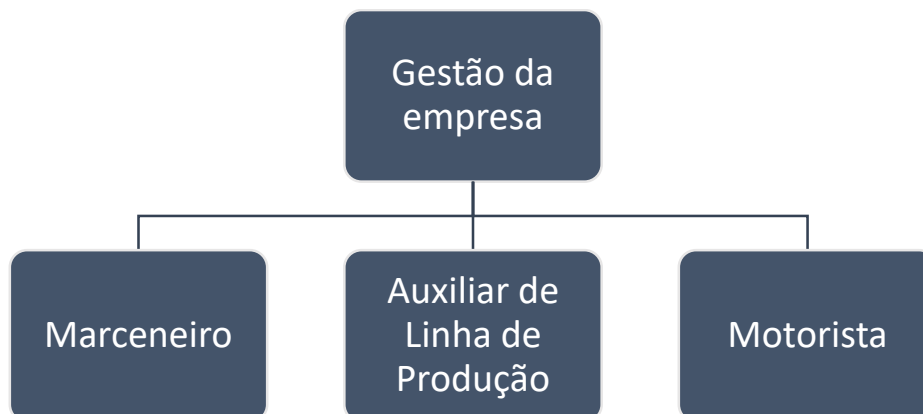 Gestão da
empresa
Marceneiro
Auxiliar de
Linha de
Produção
Motorista